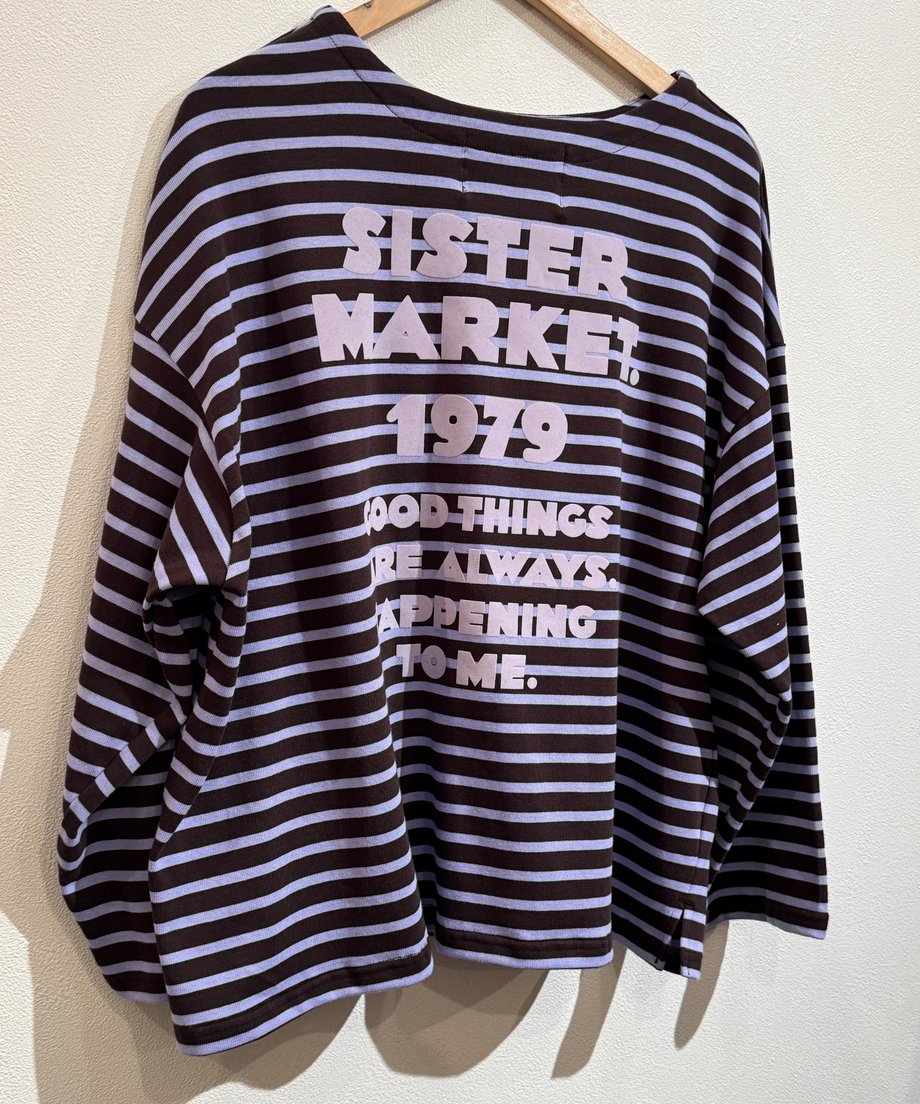 SISTER
MARKET.
1979
GOOD THINGS
ARE ALWAYS.
HAPPENING
TO ME.